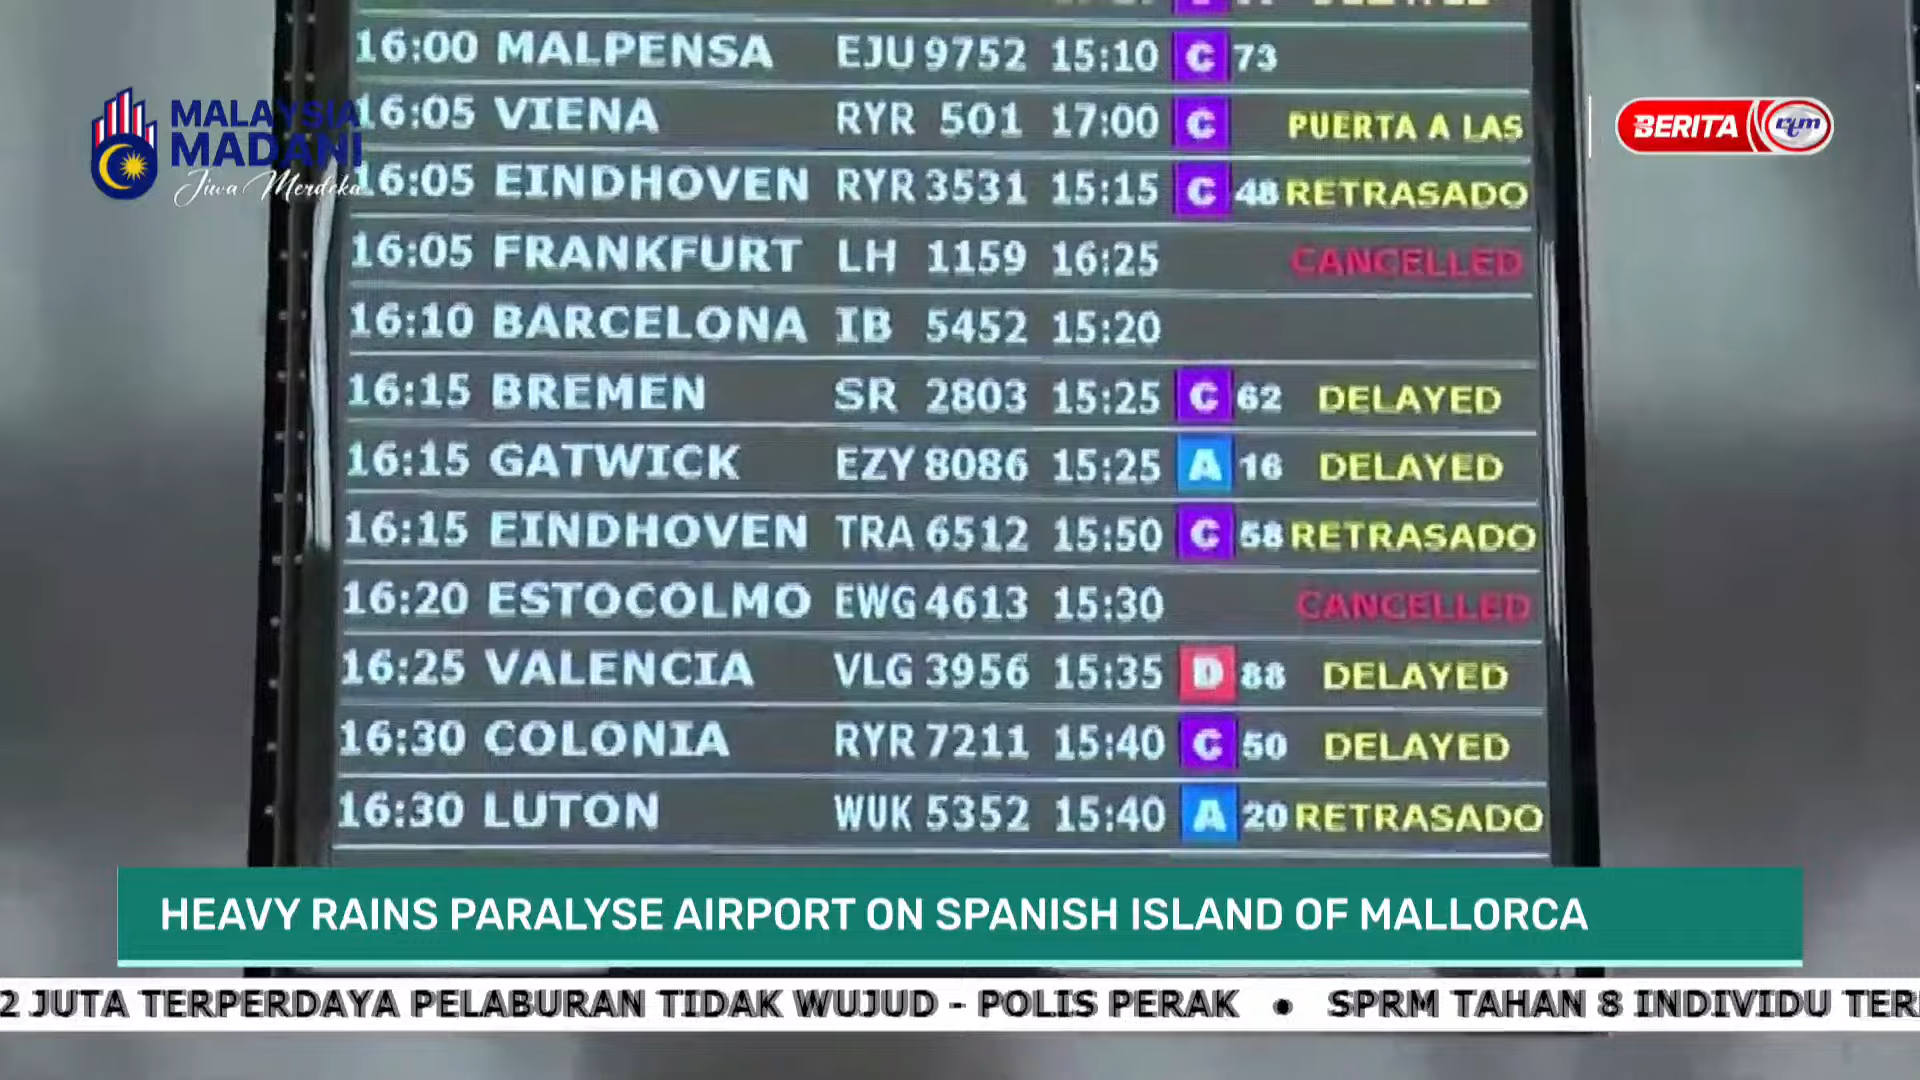 16:00 MALPENSA EJU 9752 15:10 C 73
16:05 VIENA RYR 501 17:00 C PUERTA A LAS
16:05 EINDHOVEN RYR 3531 15:15 C 48 RETRASADO
16:05 FRANKFURT LH 1159 16:25 CANCELLED
16:10 BARCELONA IB 5452 15:20
16:15 BREMEN SR 2803 15:25 C 62 DELAYED
16:15 GATWICK EZY 8086 15:25 A 16 DELAYED
16:15 EINDHOVEN TRA 6512 15:50 C 58 RETRASADO
16:20 ESTOCOLMO EWG 4613 15:30 CANCELLED
16:25 VALENCIA VLG 3956 15:35 D 88 DELAYED
16:30 COLONIA RYR 7211 15:40 C 50 DELAYED
16:30 LUTON WUK 5352 15:40 A 20 RETRASADO
MALAYSIA
MADANI
Jiwa Merdeka
BERITA rtm
HEAVY RAINS PARALYSE AIRPORT ON SPANISH ISLAND OF MALLORCA
2 JUTA TERPERDAYA PELABURAN TIDAK WUJUD - POLIS PERAK • SPRM TAHAN 8 INDIVIDU